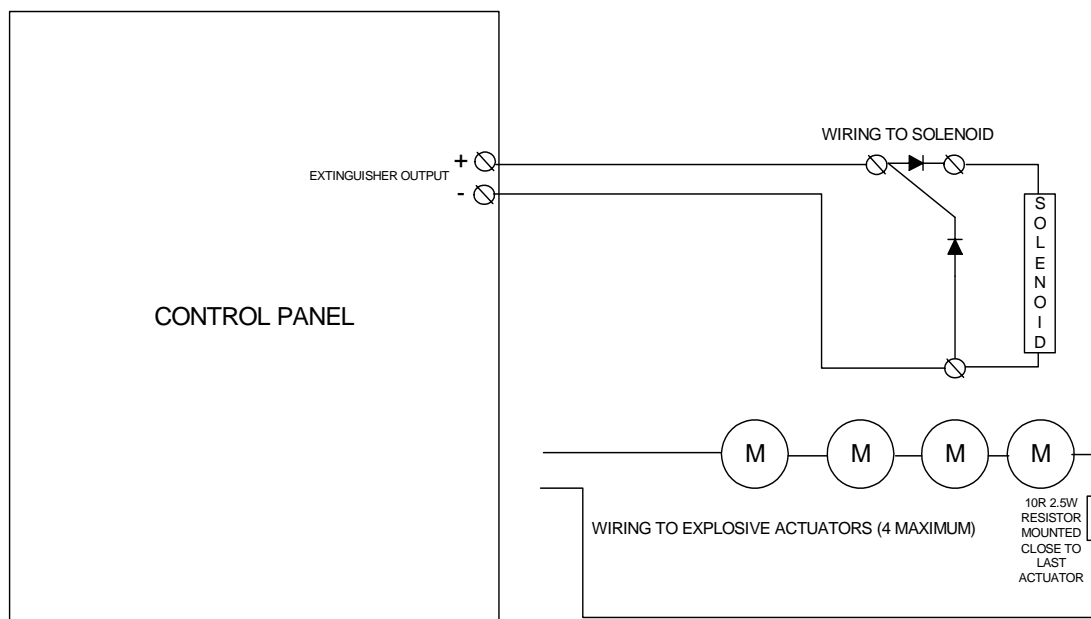 WIRING TO SOLENOID
+
EXTINGUISHER OUTPUT
-
SOLENOID
CONTROL PANEL
M M M M
WIRING TO EXPLOSIVE ACTUATORS (4 MAXIMUM)
10R 2.5W
RESISTOR
MOUNTED
CLOSE TO
LAST
ACTUATOR